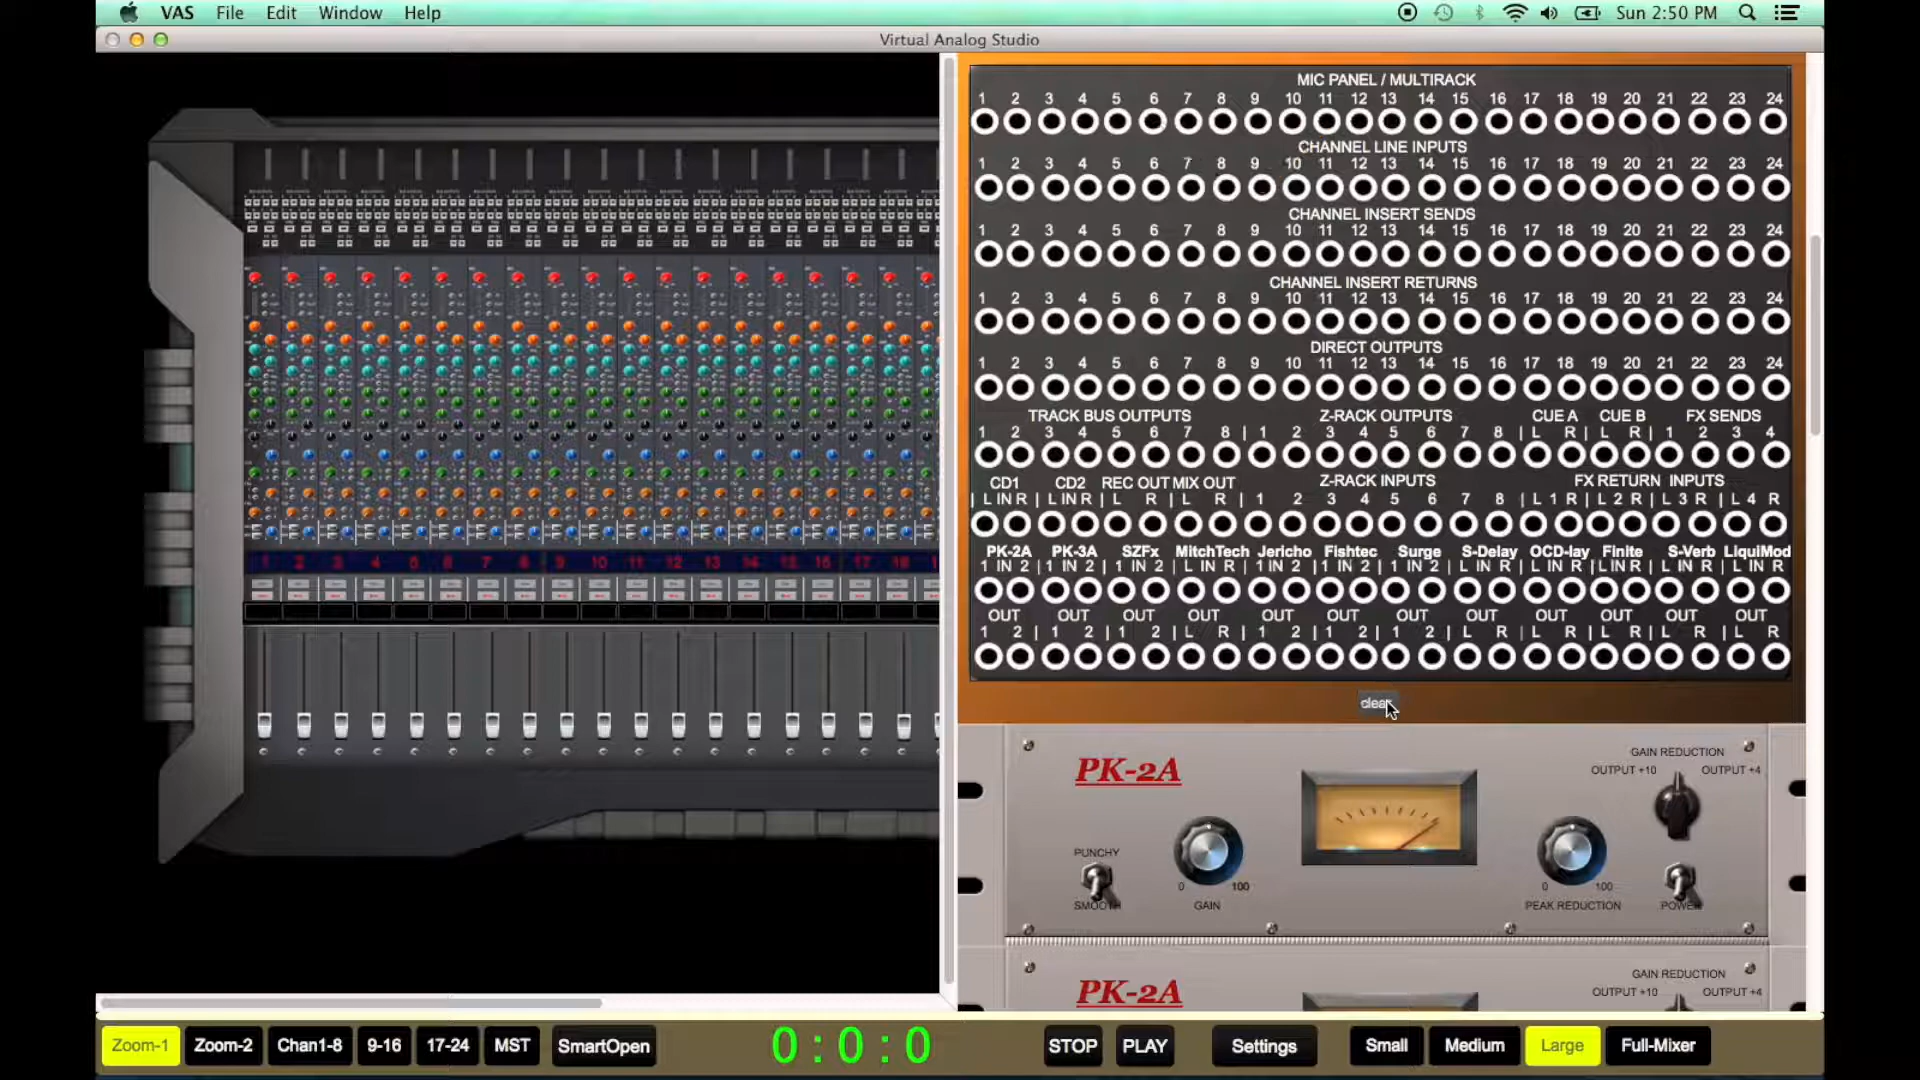 VAS File Edit Window Help
Sun 2:50 PM
Virtual Analog Studio
MIC PANEL / MULTIRACK
1 2 3 4 5 6 7 8 9 10 11 12 13 14 15 16 17 18 19 20 21 22 23 24
CHANNEL LINE INPUTS
1 2 3 4 5 6 7 8 9 10 11 12 13 14 15 16 17 18 19 20 21 22 23 24
CHANNEL INSERT SENDS
1 2 3 4 5 6 7 8 9 10 11 12 13 14 15 16 17 18 19 20 21 22 23 24
CHANNEL INSERT RETURNS
1 2 3 4 5 6 7 8 9 10 11 12 13 14 15 16 17 18 19 20 21 22 23 24
DIRECT OUTPUTS
1 2 3 4 5 6 7 8 9 10 11 12 13 14 15 16 17 18 19 20 21 22 23 24
TRACK BUS OUTPUTS Z-RACK OUTPUTS CUE A CUE B FX SENDS
1 2 3 4 5 6 7 8 | 1 2 3 4 5 6 7 8 | L R | L R | 1 2 3 4
CD1 CD2 REC OUT MIX OUT Z-RACK INPUTS FX RETURN INPUTS
| L IN R | L IN R | L R | L R | 1 2 3 4 5 6 7 8 | L 1 R | L 2 R | L 3 R | L 4 R
PK-2A PK-3A SZFx MitchTech Jericho Fishtec Surge S-Delay OCD-lay Finite S-Verb LiquiMod
1 IN 2 | 1 IN 2 | 1 IN 2 | L IN R | 1 IN 2 | 1 IN 2 | 1 IN 2 | L IN R | L IN R | L IN R | L IN R | L IN R
OUT OUT OUT OUT OUT OUT OUT OUT OUT OUT OUT OUT
1 2 | 1 2 | 1 2 | L R | 1 2 | 1 2 | 1 2 | L R | L R | L R | L R | L R
clear
PK-2A
GAIN REDUCTION
OUTPUT +10 OUTPUT +4
PUNCHY
SMOOTH
0 100
GAIN
0 100
PEAK REDUCTION
POWER
PK-2A
GAIN REDUCTION
OUTPUT +10 OUTPUT +4
1 2 3 4 5 6 7 8 9 10 11 12 13 14
Zoom-1 Zoom-2 Chan1-8 9-16 17-24 MST SmartOpen 0 : 0 : 0 STOP PLAY Settings Small Medium Large Full-Mixer